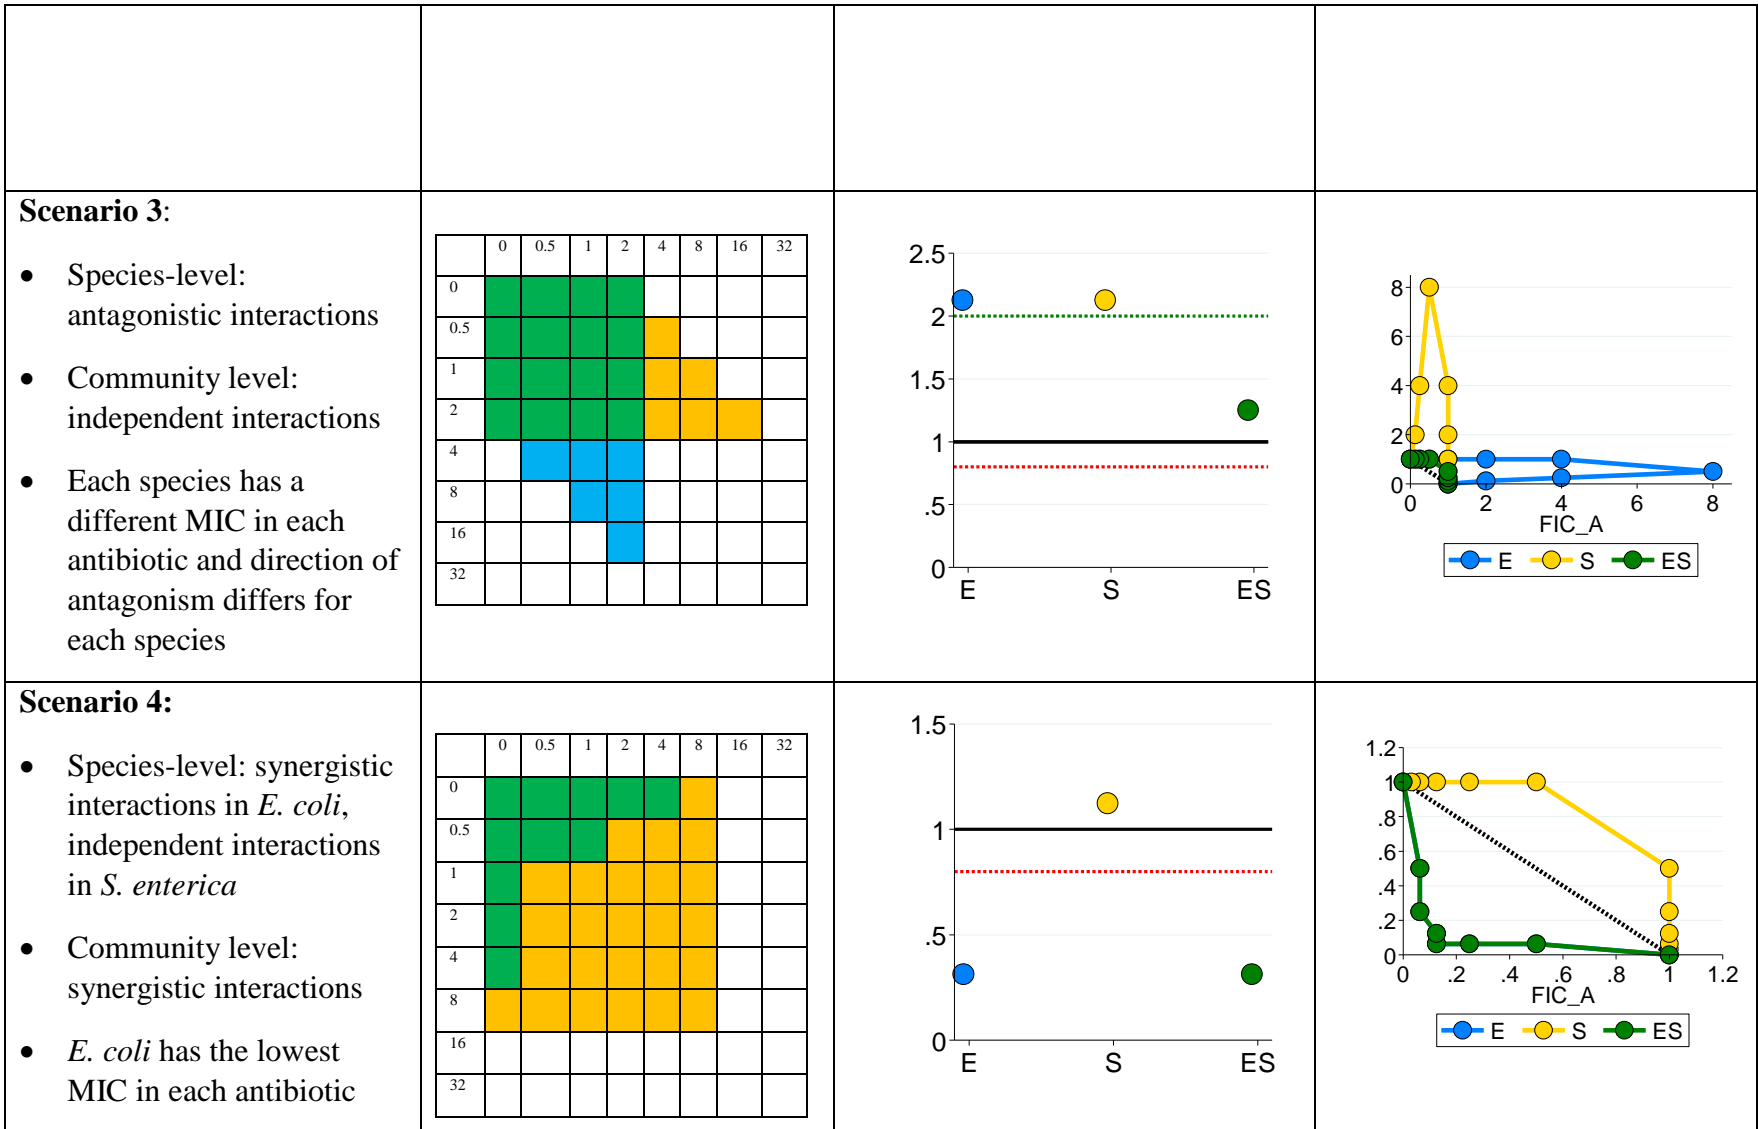 Scenario 3:
• Species-level:
antagonistic interactions
• Community level:
independent interactions
• Each species has a
different MIC in each
antibiotic and direction of
antagonism differs for
each species
0 0.5 1 2 4 8 16 32
0
0.5
1
2
4
8
16
32
2.5
2
1.5
1
.5
0
E S ES
8
6
4
2
0
0 2 4 6 8
FIC_A
E S ES
Scenario 4:
• Species-level: synergistic
interactions in E. coli,
independent interactions
in S. enterica
• Community level:
synergistic interactions
• E. coli has the lowest
MIC in each antibiotic
0 0.5 1 2 4 8 16 32
0
0.5
1
2
4
8
16
32
1.5
1
.5
0
E S ES
1.2
1
.8
.6
.4
.2
0
0 .2 .4 .6 .8 1 1.2
FIC_A
E S ES